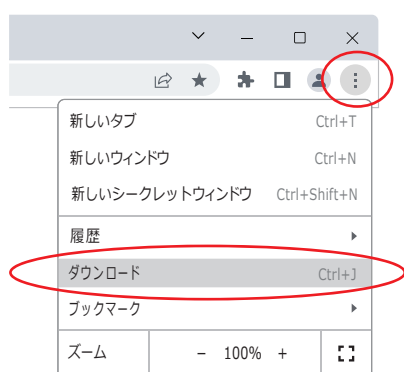 新しいタブ Ctrl+T
新しいウィンドウ Ctrl+N
新しいシークレットウィンドウ Ctrl+Shift+N
履歴
ダウンロード Ctrl+J
ブックマーク
ズーム － 100% +